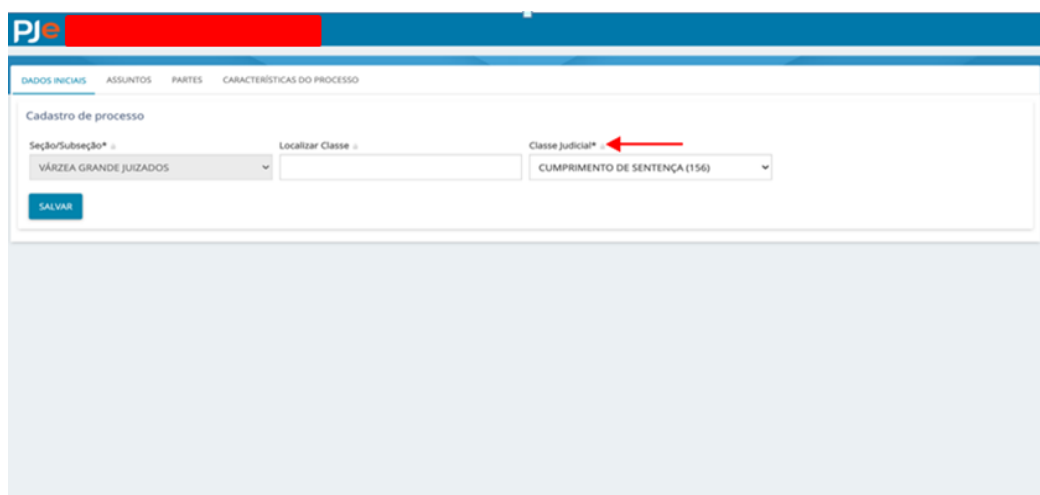 PJe
DADOS INICIAIS ASSUNTOS PARTES CARACTERÍSTICAS DO PROCESSO
Cadastro de processo
Seção/Subseção* Localizar Classe Classe Judicial*
VÁRZEA GRANDE JUIZADOS CUMPRIMENTO DE SENTENÇA (156)
SALVAR